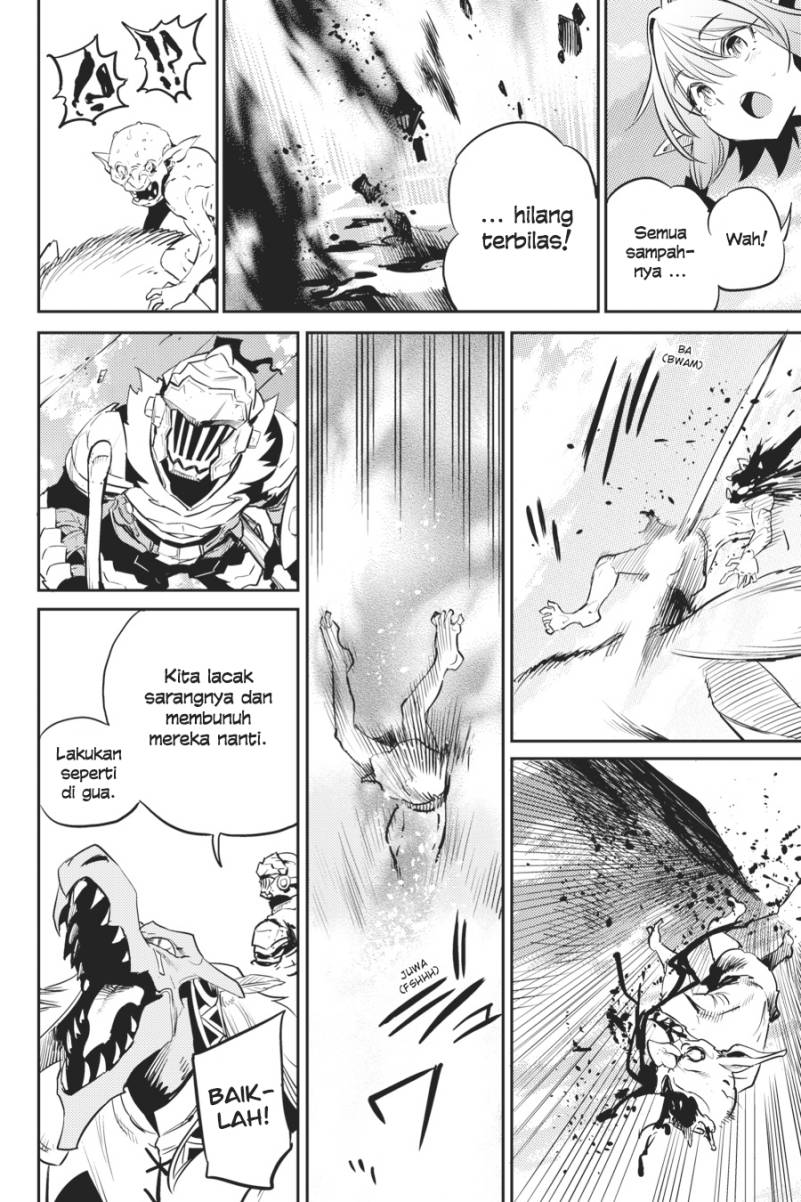 Wah!
Semua
sampah-
nya ...
... hilang
terbilas!
!?
BA
(BWAM)
JUWA
(FSHHH)
Kita lacak
sarangnya dan
membunuh
mereka nanti.
Lakukan
seperti
di gua.
BAIK-
LAH!